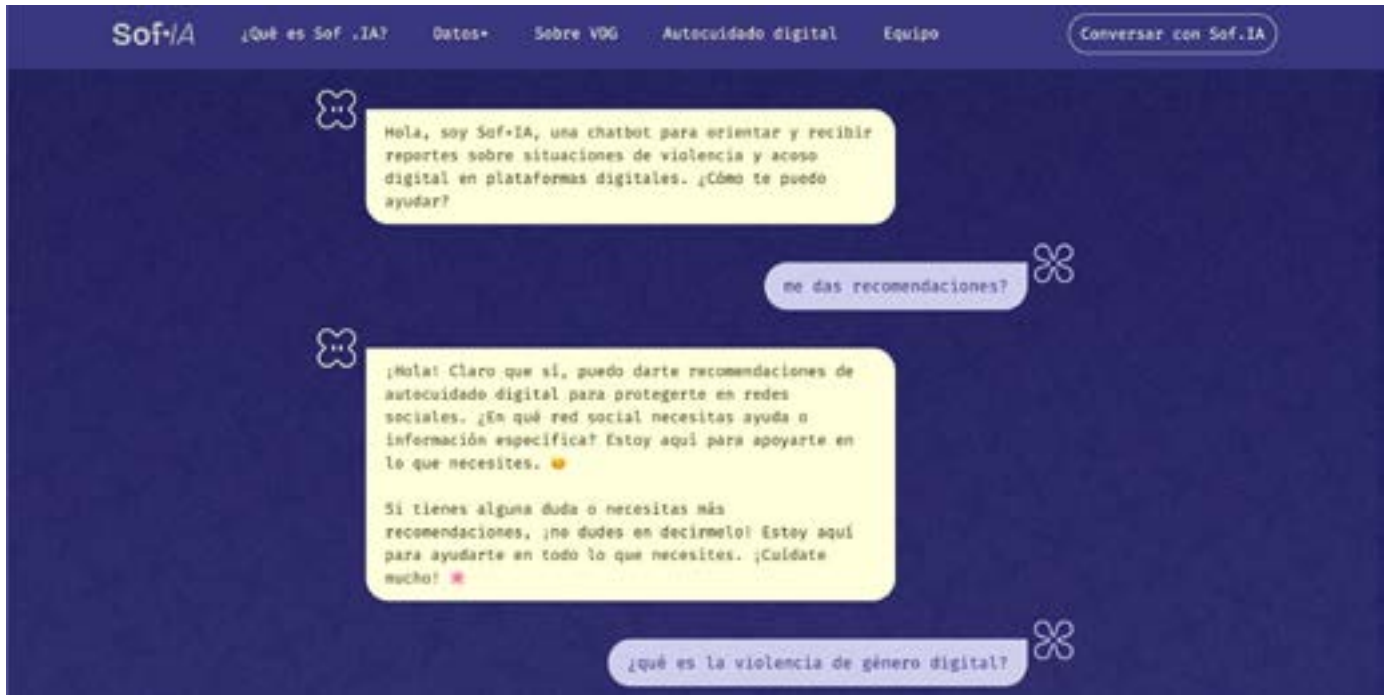 Sof·IA ¿Qué es Sof .IA? Datos+ Sobre VDG Autocuidado digital Equipo Conversar con Sof.IA
Hola, soy Sof+IA, una chatbot para orientar y recibir
reportes sobre situaciones de violencia y acoso
digital en plataformas digitales. ¿Cómo te puedo
ayudar?
me das recomendaciones?
¡Hola! Claro que sí, puedo darte recomendaciones de
autocuidado digital para protegerte en redes
sociales. ¿En qué red social necesitas ayuda o
información específica? Estoy aquí para apoyarte en
lo que necesites. 😊
Si tienes alguna duda o necesitas más
recomendaciones, ¡no dudes en decírmelo! Estoy aquí
para ayudarte en todo lo que necesites. ¡Cuídate
mucho! 🌸
¿qué es la violencia de género digital?